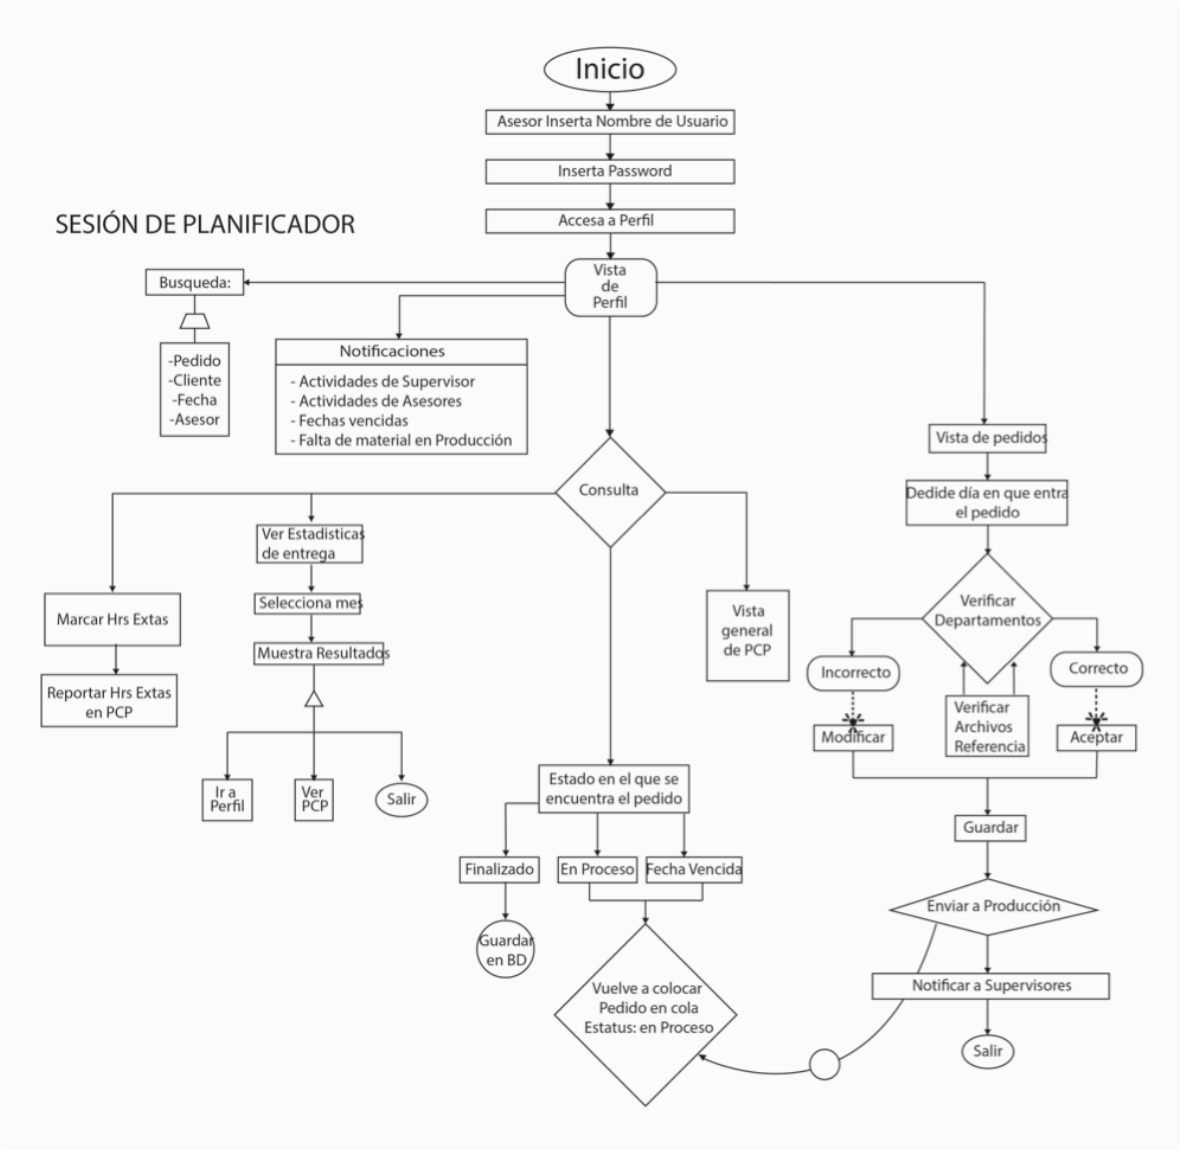 Inicio
Asesor Inserta Nombre de Usuario
Inserta Password
Accesa a Perfil
SESIÓN DE PLANIFICADOR
Vista
de
Perfil
Busqueda:
-Pedido
-Cliente
-Fecha
-Asesor
Notificaciones
- Actividades de Supervisor
- Actividades de Asesores
- Fechas vencidas
- Falta de material en Producción
Vista de pedidos
Dedide día en que entra
el pedido
Consulta
Ver Estadisticas
de entrega
Selecciona mes
Muestra Resultados
Marcar Hrs Extas
Reportar Hrs Extas
en PCP
Ir a
Perfil
Ver
PCP
Salir
Vista
general
de PCP
Verificar
Departamentos
Incorrecto
Correcto
Verificar
Archivos
Referencia
Modificar
Aceptar
Estado en el que se
encuentra el pedido
Finalizado
En Proceso
Fecha Vencida
Guardar
en BD
Vuelve a colocar
Pedido en cola
Estatus: en Proceso
Guardar
Enviar a Producción
Notificar a Supervisores
Salir